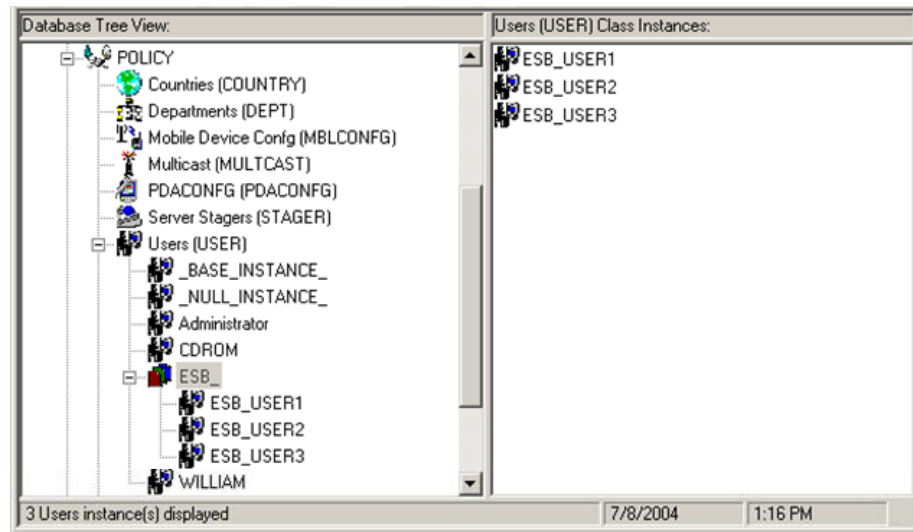 Database Tree View:
POLICY
Countries (COUNTRY)
Departments (DEPT)
Mobile Device Confg (MBLCONFG)
Multicast (MULTCAST)
PDACONFG (PDACONFG)
Server Stagers (STAGER)
Users (USER)
_BASE_INSTANCE_
_NULL_INSTANCE_
Administrator
CDROM
ESB_
ESB_USER1
ESB_USER2
ESB_USER3
WILLIAM
Users (USER) Class Instances:
ESB_USER1
ESB_USER2
ESB_USER3
3 Users instance(s) displayed
7/8/2004
1:16 PM